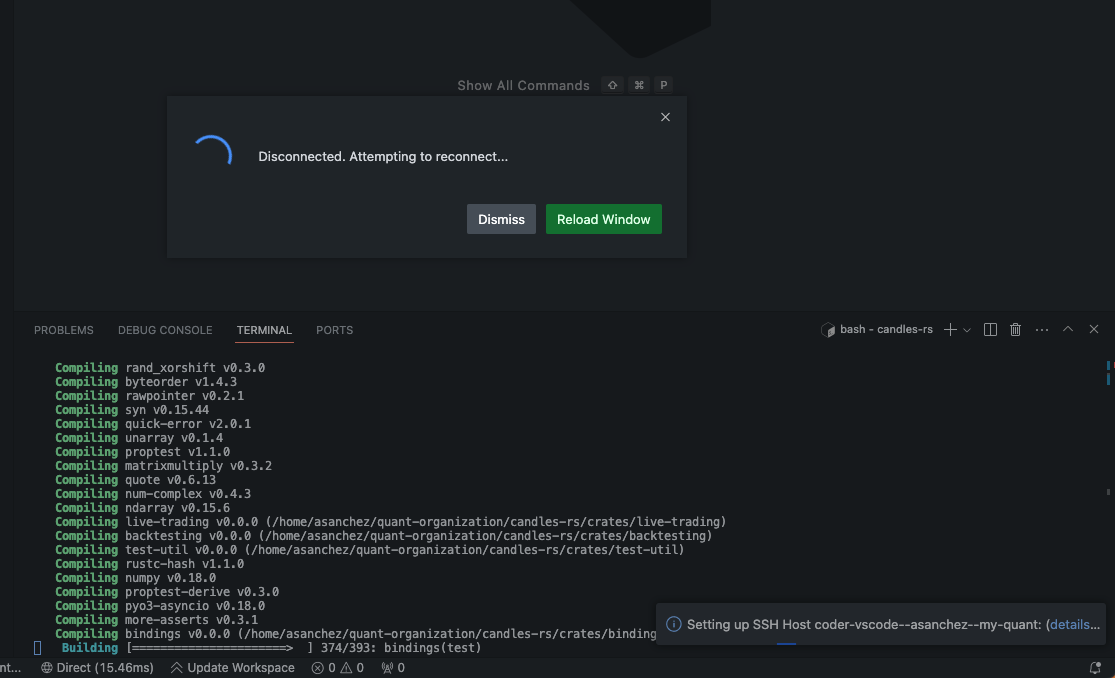 Show All Commands ⇧ ⌘ P
Disconnected. Attempting to reconnect...
Dismiss Reload Window
PROBLEMS DEBUG CONSOLE TERMINAL PORTS bash - candles-rs
Compiling rand_xorshift v0.3.0
Compiling byteorder v1.4.3
Compiling rawpointer v0.2.1
Compiling syn v0.15.44
Compiling quick-error v2.0.1
Compiling unarray v0.1.4
Compiling proptest v1.1.0
Compiling matrixmultiply v0.3.2
Compiling quote v0.6.13
Compiling num-complex v0.4.3
Compiling ndarray v0.15.6
Compiling live-trading v0.0.0 (/home/asanchez/quant-organization/candles-rs/crates/live-trading)
Compiling backtesting v0.0.0 (/home/asanchez/quant-organization/candles-rs/crates/backtesting)
Compiling test-util v0.0.0 (/home/asanchez/quant-organization/candles-rs/crates/test-util)
Compiling rustc-hash v1.1.0
Compiling numpy v0.18.0
Compiling proptest-derive v0.3.0
Compiling pyo3-asyncio v0.18.0
Compiling more-asserts v0.3.1
Compiling bindings v0.0.0 (/home/asanchez/quant-organization/candles-rs/crates/binding
Setting up SSH Host coder-vscode--asanchez--my-quant: (details...
Building [======================> ] 374/393: bindings(test)
nt... Direct (15.46ms) Update Workspace 0 0 0